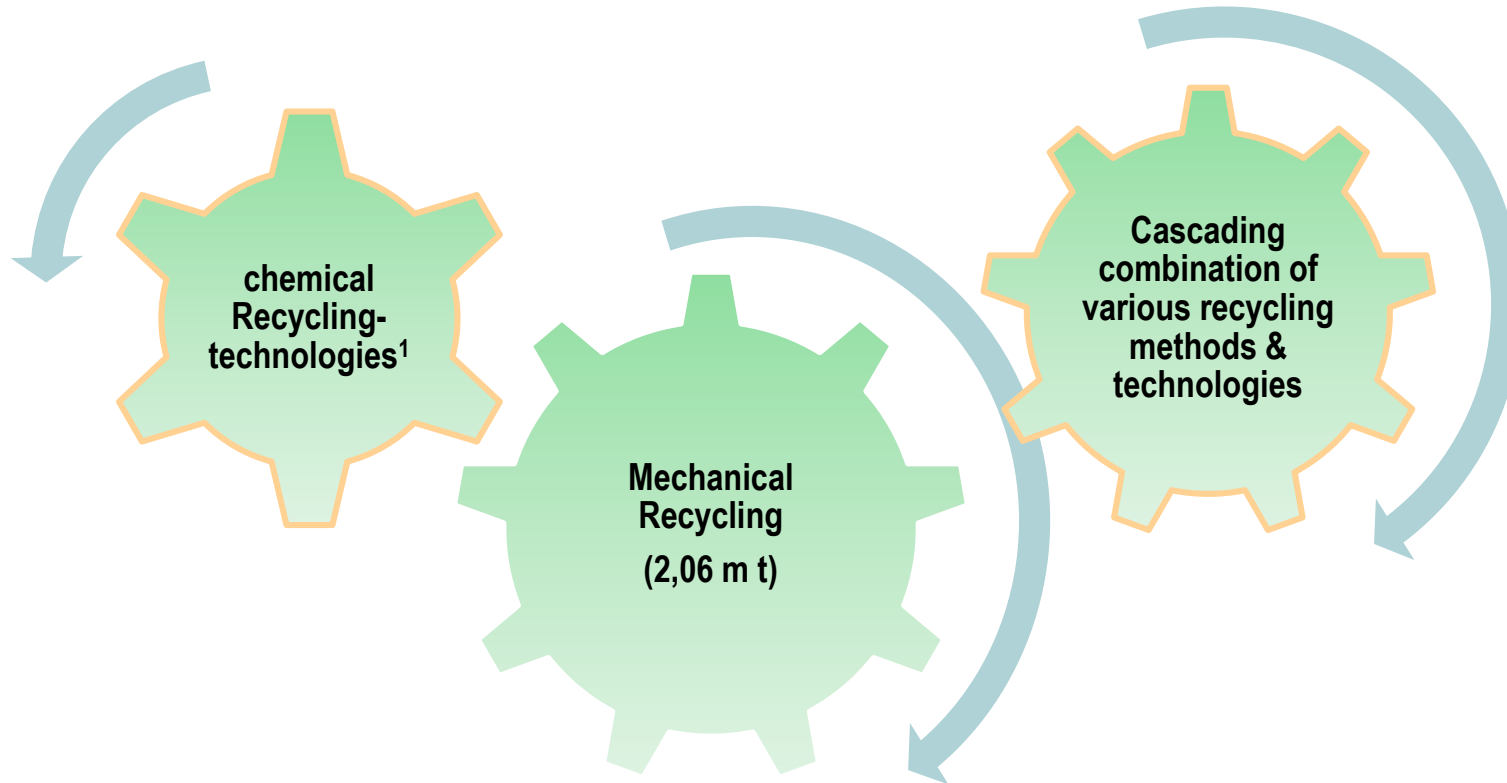 chemical
Recycling-
technologies¹
Mechanical
Recycling
(2,06 m t)
Cascading
combination of
various recycling
methods &
technologies